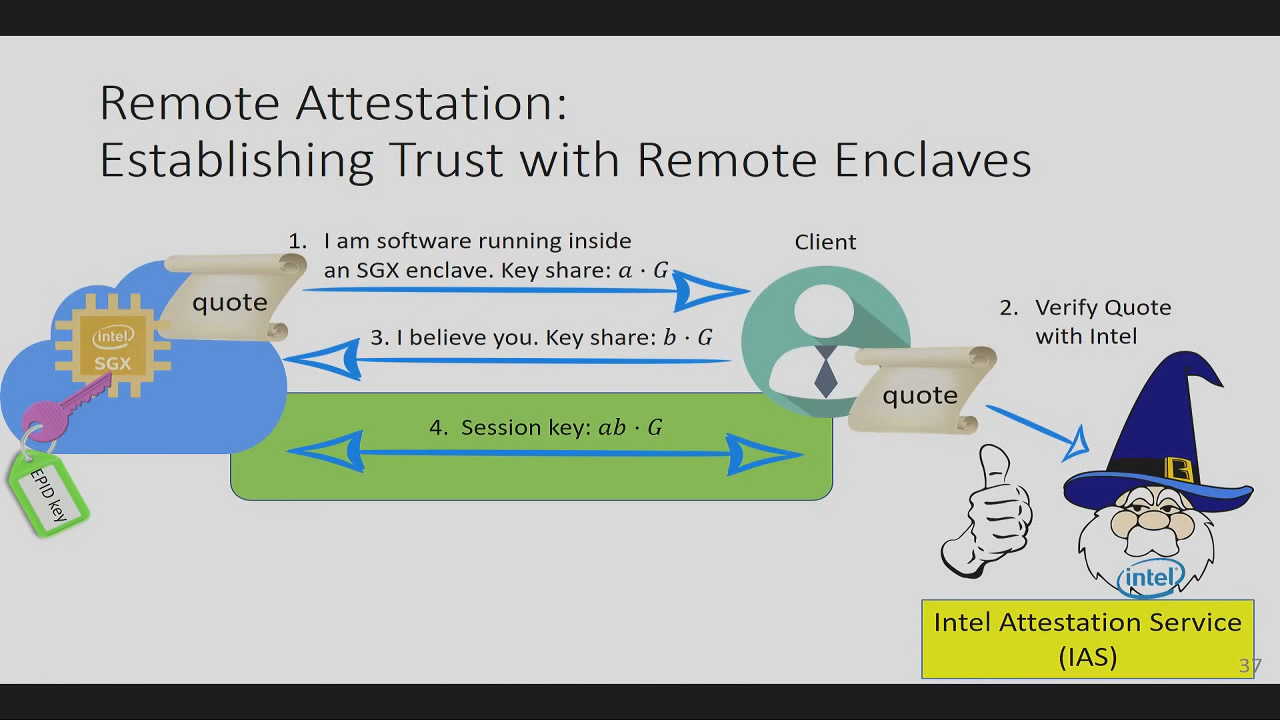 Remote Attestation:
Establishing Trust with Remote Enclaves
1. I am software running inside
an SGX enclave. Key share: a · G
Client
quote
intel
SGX
EPID key
2. Verify Quote
with Intel
3. I believe you. Key share: b · G
quote
4. Session key: ab · G
intel
Intel Attestation Service
(IAS)
37